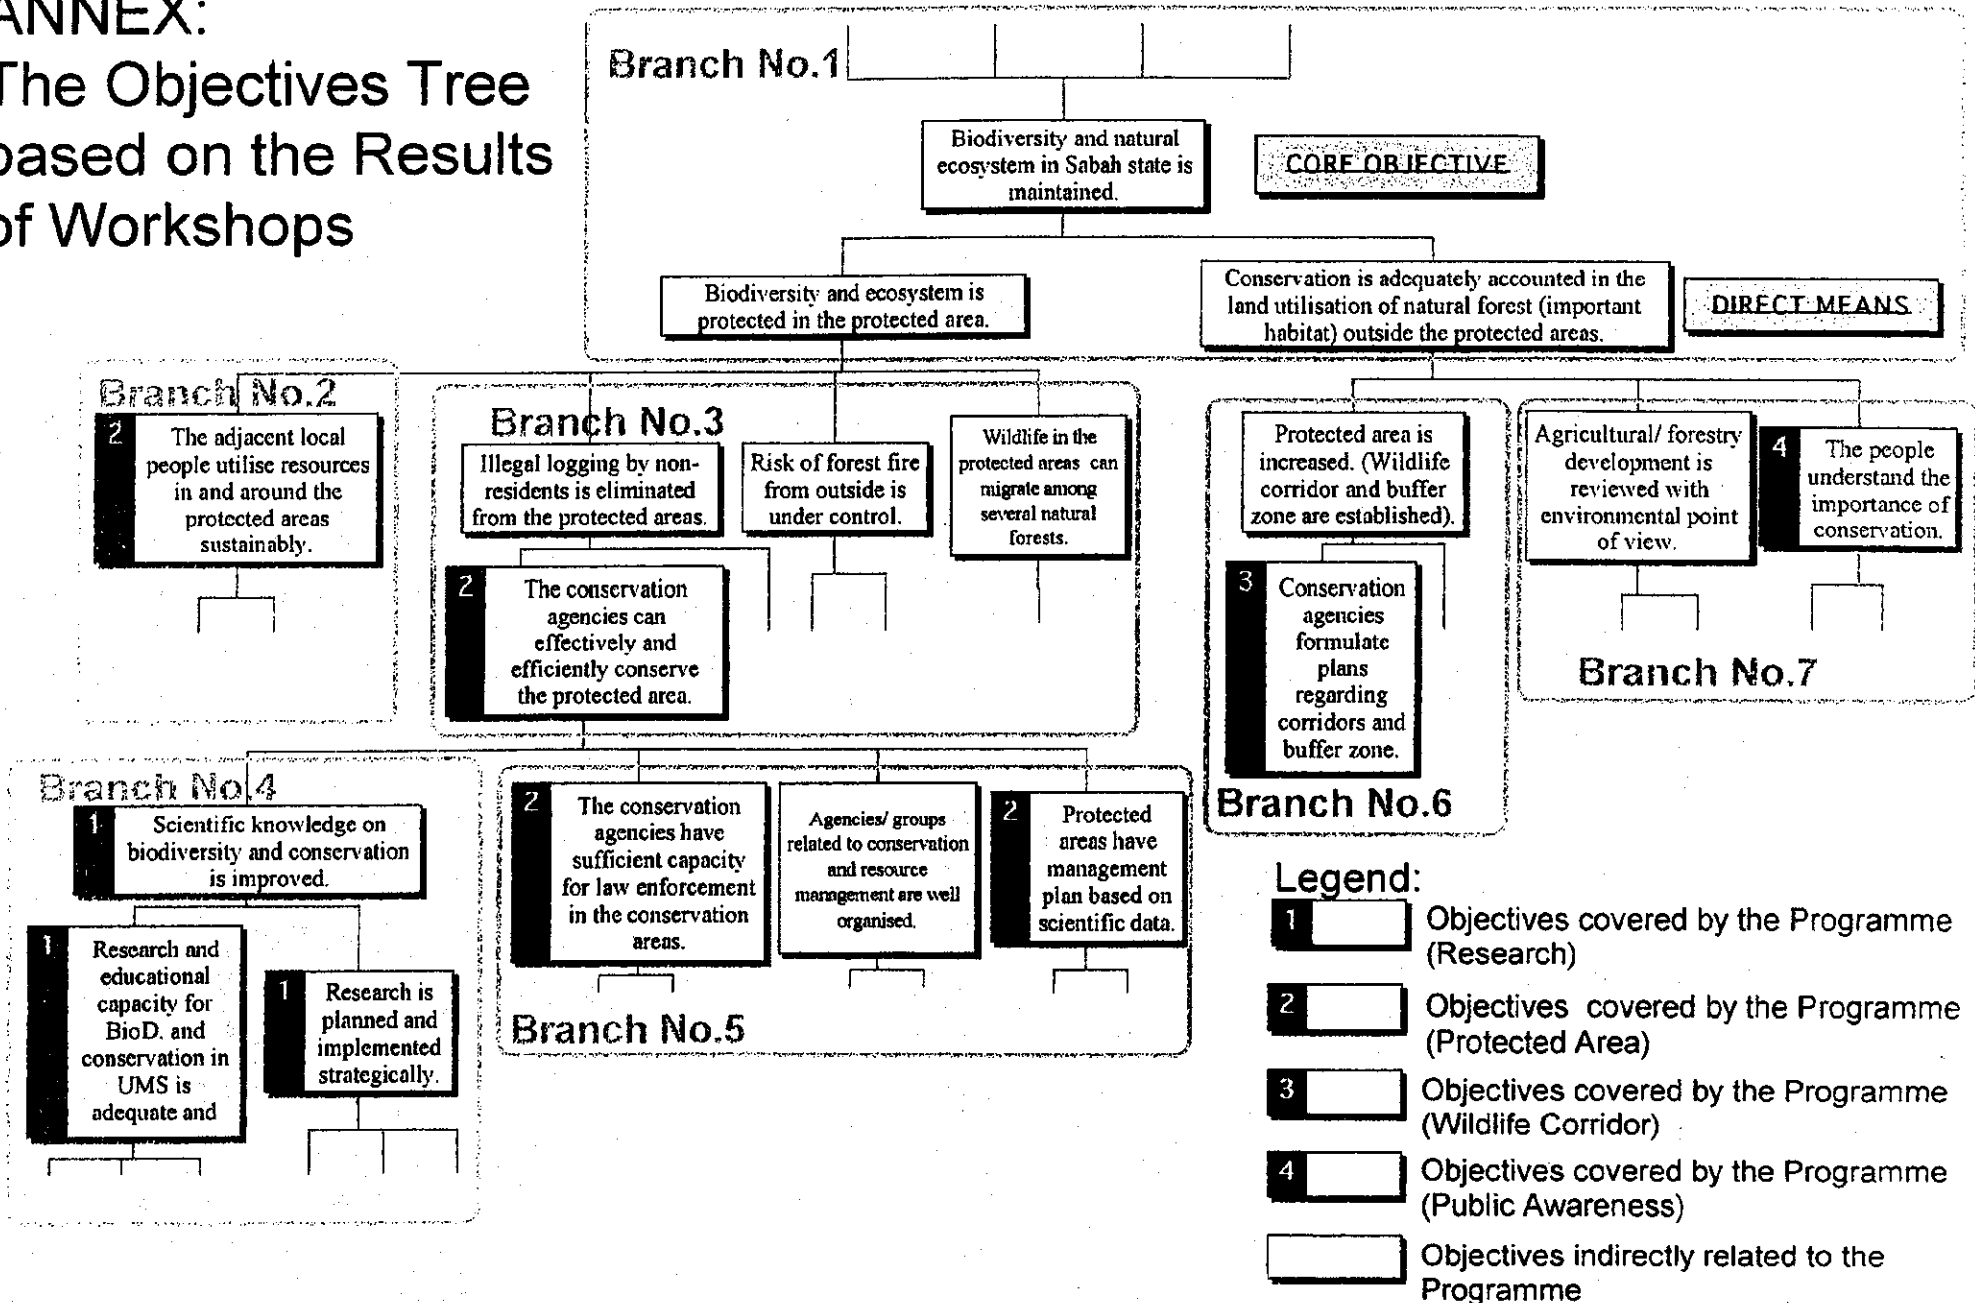 ANNEX:
The Objectives Tree
based on the Results
of Workshops
Branch No.1
Biodiversity and natural
ecosystem in Sabah state is
maintained.
CORE OBJECTIVE
Biodiversity and ecosystem is
protected in the protected area.
Conservation is adequately accounted in the
land utilisation of natural forest (important
habitat) outside the protected areas.
DIRECT MEANS
Branch No.2
2
The adjacent local
people utilise resources
in and around the
protected areas
sustainably.
Branch No.3
Illegal logging by non-
residents is eliminated
from the protected areas.
Risk of forest fire
from outside is
under control.
Wildlife in the
protected areas can
migrate among
several natural
forests.
2
The conservation
agencies can
effectively and
efficiently conserve
the protected area.
Protected area is
increased. (Wildlife
corridor and buffer
zone are established).
3
Conservation
agencies
formulate
plans
regarding
corridors and
buffer zone.
Branch No.6
Agricultural/ forestry
development is
reviewed with
environmental point
of view.
4
The people
understand the
importance of
conservation.
Branch No.7
Branch No.4
1
Scientific knowledge on
biodiversity and conservation
is improved.
1
Research and
educational
capacity for
BioD. and
conservation in
UMS is
adequate and
1
Research is
planned and
implemented
strategically.
2
The conservation
agencies have
sufficient capacity
for law enforcement
in the conservation
areas.
Agencies/ groups
related to conservation
and resource
management are well
organised.
2
Protected
areas have
management
plan based on
scientific data.
Branch No.5
Legend:
1
Objectives covered by the Programme
(Research)
2
Objectives covered by the Programme
(Protected Area)
3
Objectives covered by the Programme
(Wildlife Corridor)
4
Objectives covered by the Programme
(Public Awareness)
Objectives indirectly related to the
Programme